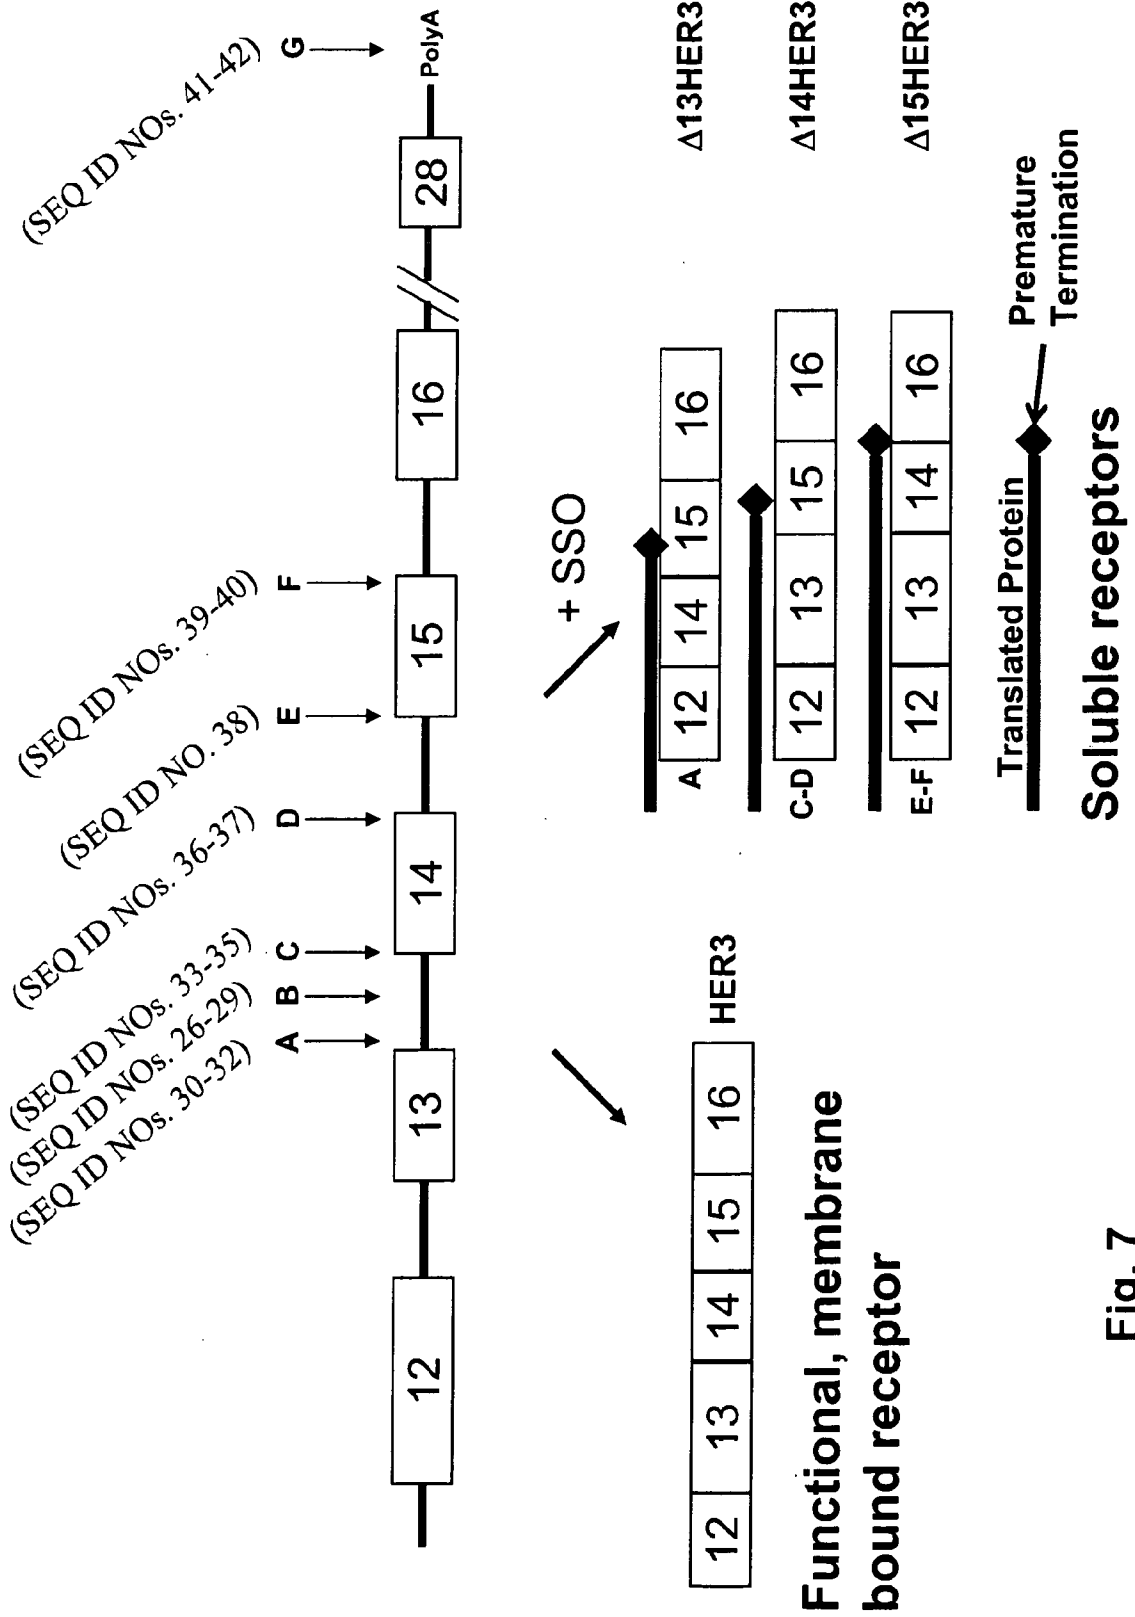 (SEQ ID NOs. 30-32)
(SEQ ID NOs. 26-29)
(SEQ ID NOs. 33-35)
(SEQ ID NOs. 36-37)
(SEQ ID NO. 38)
(SEQ ID NOs. 39-40)
(SEQ ID NOs. 41-42)
A B C D E F G
12 13 14 15 16 28 PolyA
+ SSO
12 13 14 15 16 HER3
Functional, membrane
bound receptor
A 12 14 15 16 Δ13HER3
C-D 12 13 15 16 Δ14HER3
E-F 12 13 14 16 Δ15HER3
Translated Protein
Premature
Termination
Soluble receptors
Fig. 7